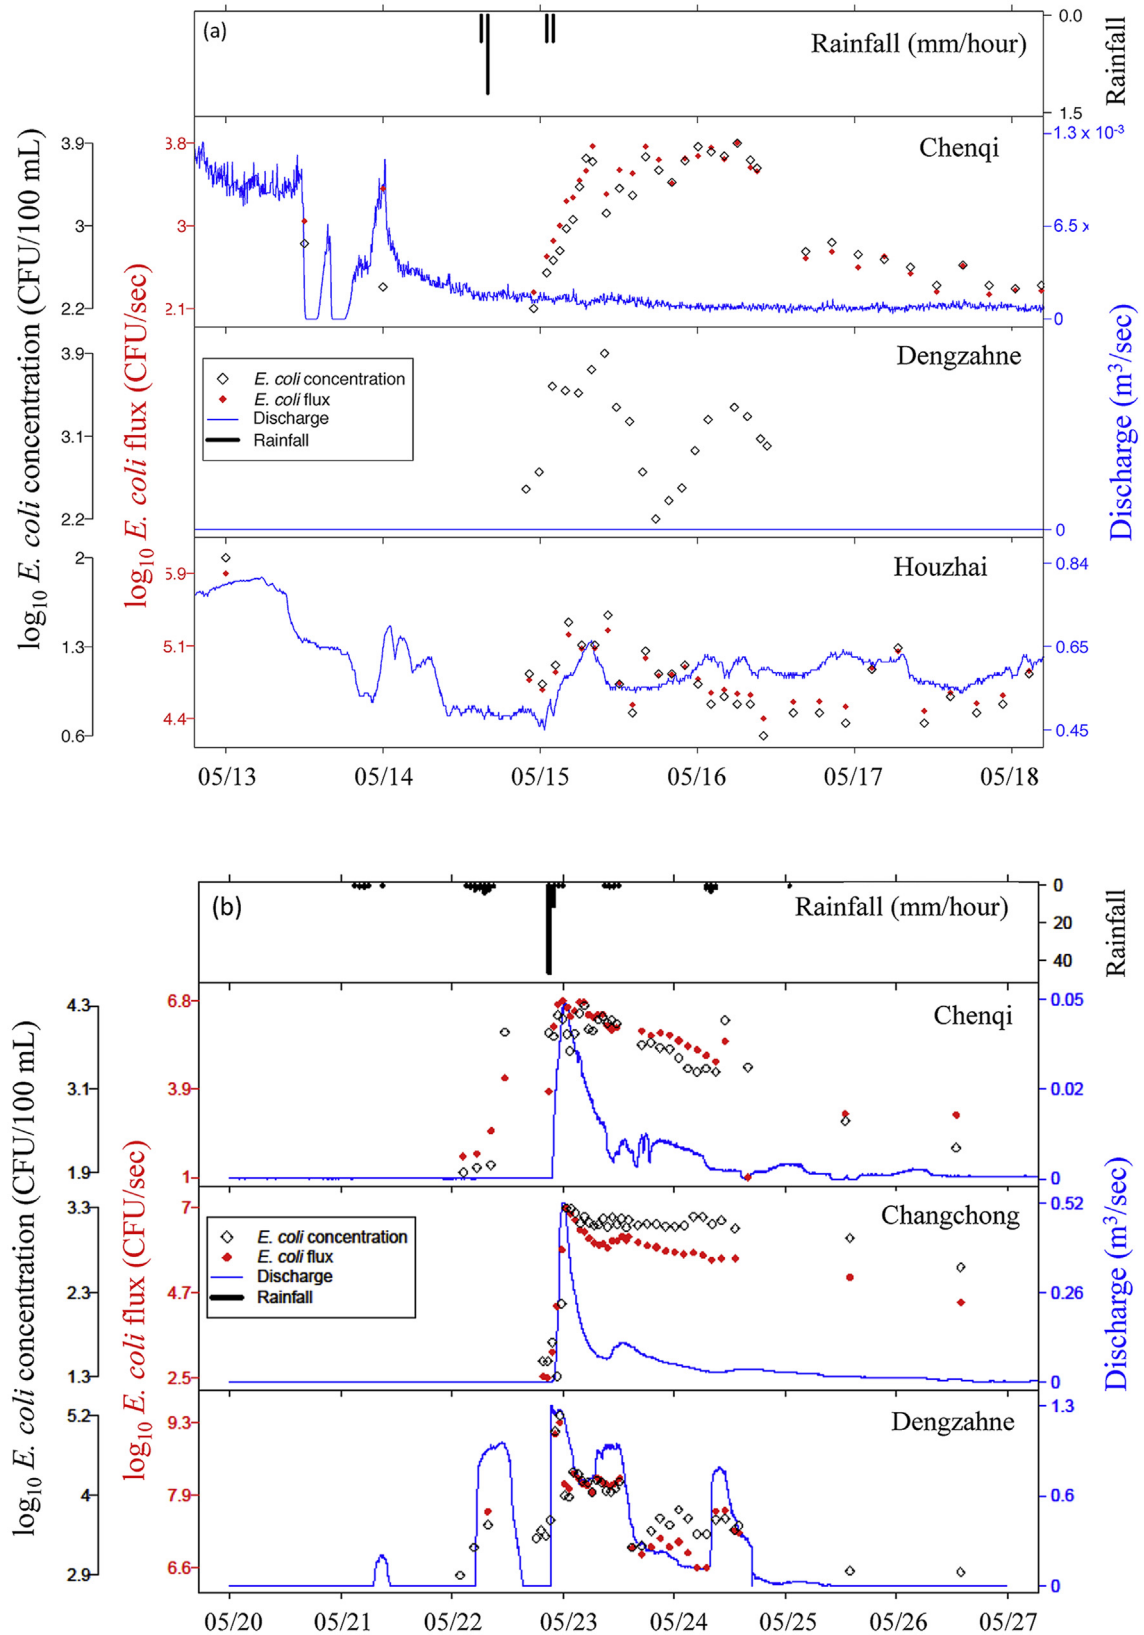 (a)
Rainfall (mm/hour)
0.0
1.5
Rainfall
log10 E. coli concentration (CFU/100 mL)
log10 E. coli flux (CFU/sec)
Discharge (m3/sec)
3.9
3
2.2
3.8
3
2.1
Chenqi
1.3 x 10-3
6.5 x
0
3.9
3.1
2.2
Dengzahne
E. coli concentration
E. coli flux
Discharge
Rainfall
0
2
1.3
0.6
5.9
5.1
4.4
Houzhai
0.84
0.65
0.45
05/13 05/14 05/15 05/16 05/17 05/18
(b)
Rainfall (mm/hour)
0
20
40
Rainfall
log10 E. coli concentration (CFU/100 mL)
log10 E. coli flux (CFU/sec)
Discharge (m3/sec)
4.3
3.1
1.9
6.8
3.9
1
Chenqi
0.05
0.02
0
3.3
2.3
1.3
7
4.7
2.5
Changchong
E. coli concentration
E. coli flux
Discharge
Rainfall
0.52
0.26
0
5.2
4
2.9
9.3
7.9
6.6
Dengzahne
1.3
0.6
0
05/20 05/21 05/22 05/23 05/24 05/25 05/26 05/27